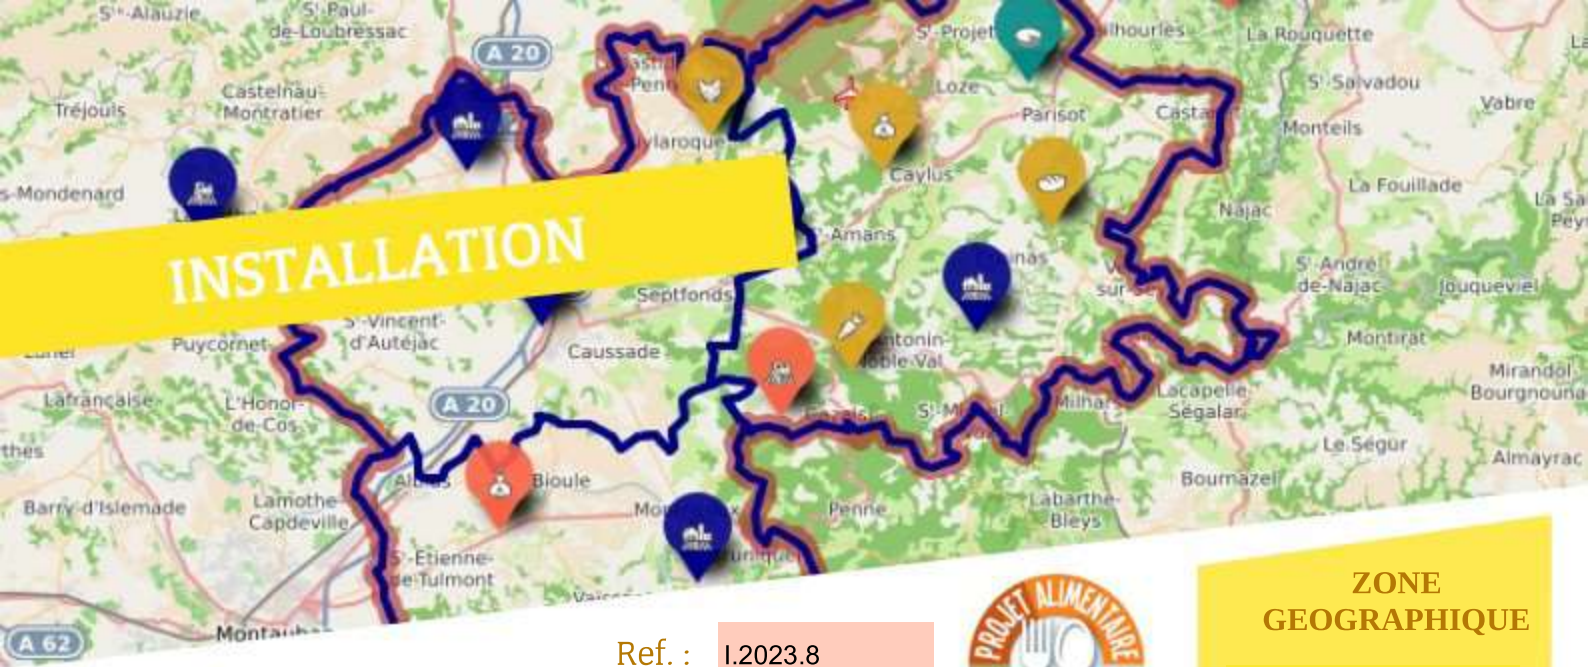 Sᵗᵉ-Alauzie
Sᵗ-Paul-
de-Loubressac
A 20
Sᵗ-Projet
La Rouquette
Castelnau-
Montratier
Tréjouls
Loze
Parisot
Sᵗ-Salvadou
Vabre
Monteils
Caylus
La Fouillade
Najac
INSTALLATION
Septfonds
Sᵗ-André-
de-Najac
Jouqueviel
Sᵗ-Vincent-
d'Autéjac
Puycornet
Caussade
Montirat
Mirandol-
Bourgnounac
Lafrançaise
L'Honor-
de-Cos
A 20
Lacapelle-
Ségalar
Le Ségur
Almayrac
Bioule
Bournazel
Barry-d'Islemade
Lamothe-
Capdeville
Penne
Labarthe-
Bleys
Sᵗ-Etienne-
de-Tulmont
A 62
PROJET ALIMENTAIRE
ZONE
GEOGRAPHIQUE
Ref. : I.2023.8